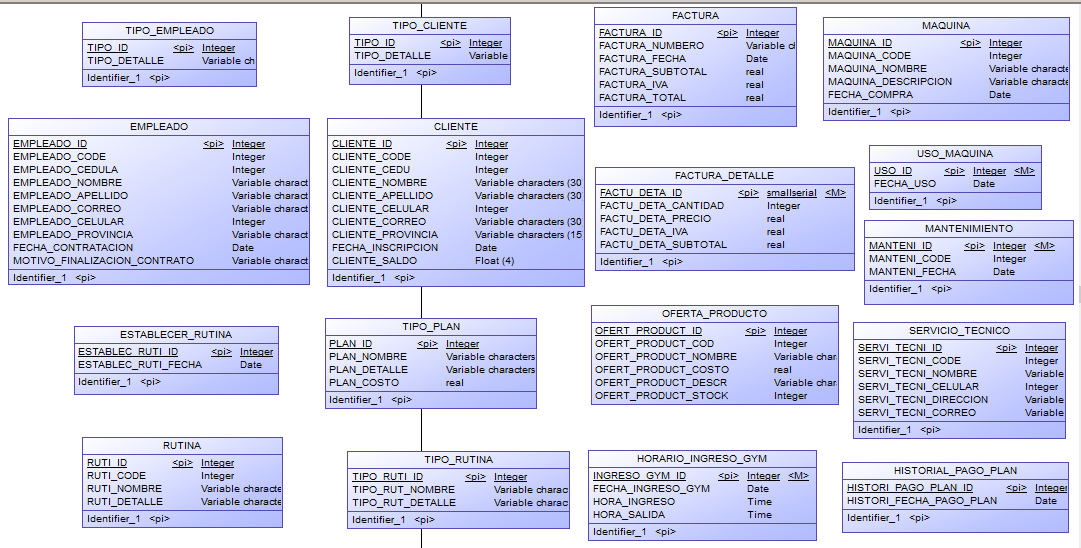 TIPO_EMPLEADO
TIPO_ID <pi> Integer
TIPO_DETALLE Variable ch
Identifier_1 <pi>
TIPO_CLIENTE
TIPO_ID <pi> Integer
TIPO_DETALLE Variable
Identifier_1 <pi>
FACTURA
FACTURA_ID <pi> Integer
FACTURA_NUMBERO Variable cl
FACTURA_FECHA Date
FACTURA_SUBTOTAL real
FACTURA_IVA real
FACTURA_TOTAL real
Identifier_1 <pi>
MAQUINA
MAQUINA_ID <pi> Integer
MAQUINA_CODE Integer
MAQUINA_NOMBRE Variable characte
MAQUINA_DESCRIPCION Variable characte
FECHA_COMPRA Date
Identifier_1 <pi>
EMPLEADO
EMPLEADO_ID <pi> Integer
EMPLEADO_CODE Integer
EMPLEADO_CEDULA Integer
EMPLEADO_NOMBRE Variable charact
EMPLEADO_APELIDO Variable charact
EMPLEADO_CORREO Variable charact
EMPLEADO_CELULAR Integer
EMPLEADO_PROVINCIA Variable charact
FECHA_CONTRATACION Date
MOTIVO_FINALIZACION_CONTRATO Variable charact
Identifier_1 <pi>
CLIENTE
CLIENTE_ID <pi> Integer
CLIENTE_CODE Integer
CLIENTE_CEDU Integer
CLIENTE_NOMBRE Variable characters (30
CLIENTE_APELIDO Variable characters (30
CLIENTE_CELULAR Integer
CLIENTE_CORREO Variable characters (30
CLIENTE_PROVINCIA Variable characters (15
FECHA_INSCRIPCION Date
CLIENTE_SALDO Float (4)
Identifier_1 <pi>
FACTURA_DETALLE
FACTU_DETA_ID <pi> smallserial <M>
FACTU_DETA_CANTIDAD Integer
FACTU_DETA_PRECIO real
FACTU_DETA_IVA real
FACTU_DETA_SUBTOTAL real
Identifier_1 <pi>
USO_MAQUINA
USO_ID <pi> Integer <M>
FECHA_USO Date
Identifier_1 <pi>
MANTENIMIENTO
MANTENI_ID <pi> Integer <M>
MANTENI_CODE Integer
MANTENI_FECHA Date
Identifier_1 <pi>
ESTABLECER_RUTINA
ESTABLEC_RUTI_ID <pi> Integer
ESTABLEC_RUTI_FECHA Date
Identifier_1 <pi>
TIPO_PLAN
PLAN_ID <pi> Integer
PLAN_NOMBRE Variable characters
PLAN_DETALLE Variable characters
PLAN_COSTO real
Identifier_1 <pi>
OFERTA_PRODUCTO
OFERT_PRODUCT_ID <pi> Integer
OFERT_PRODUCT_COD Integer
OFERT_PRODUCT_NOMBRE Variable char
OFERT_PRODUCT_COSTO real
OFERT_PRODUCT_DESCR Variable char
OFERT_PRODUCT_STOCK Integer
Identifier_1 <pi>
SERVICIO_TECNICO
SERVI_TECNI_ID <pi> Integer
SERVI_TECNI_CODE Integer
SERVI_TECNI_NOMBRE Variable
SERVI_TECNI_CELULAR Integer
SERVI_TECNI_DIRECCION Variable
SERVI_TECNI_CORREO Variable
Identifier_1 <pi>
RUTINA
RUTI_ID <pi> Integer
RUTI_CODE Integer
RUTI_NOMBRE Variable characte
RUTI_DETALLE Variable characte
Identifier_1 <pi>
TIPO_RUTINA
TIPO_RUTI_ID <pi> Integer
TIPO_RUT_NOMBRE Variable charac
TIPO_RUT_DETALLE Variable charac
Identifier_1 <pi>
HORARIO_INGRESO_GYM
INGRESO_GYM_ID <pi> Integer <M>
FECHA_INGRESO_GYM Date
HORA_INGRESO Time
HORA_SALIDA Time
Identifier_1 <pi>
HISTORIAL_PAGO_PLAN
HISTORI_PAGO_PLAN_ID <pi> Integer
HISTORI_FECHA_PAGO_PLAN Date
Identifier_1 <pi>